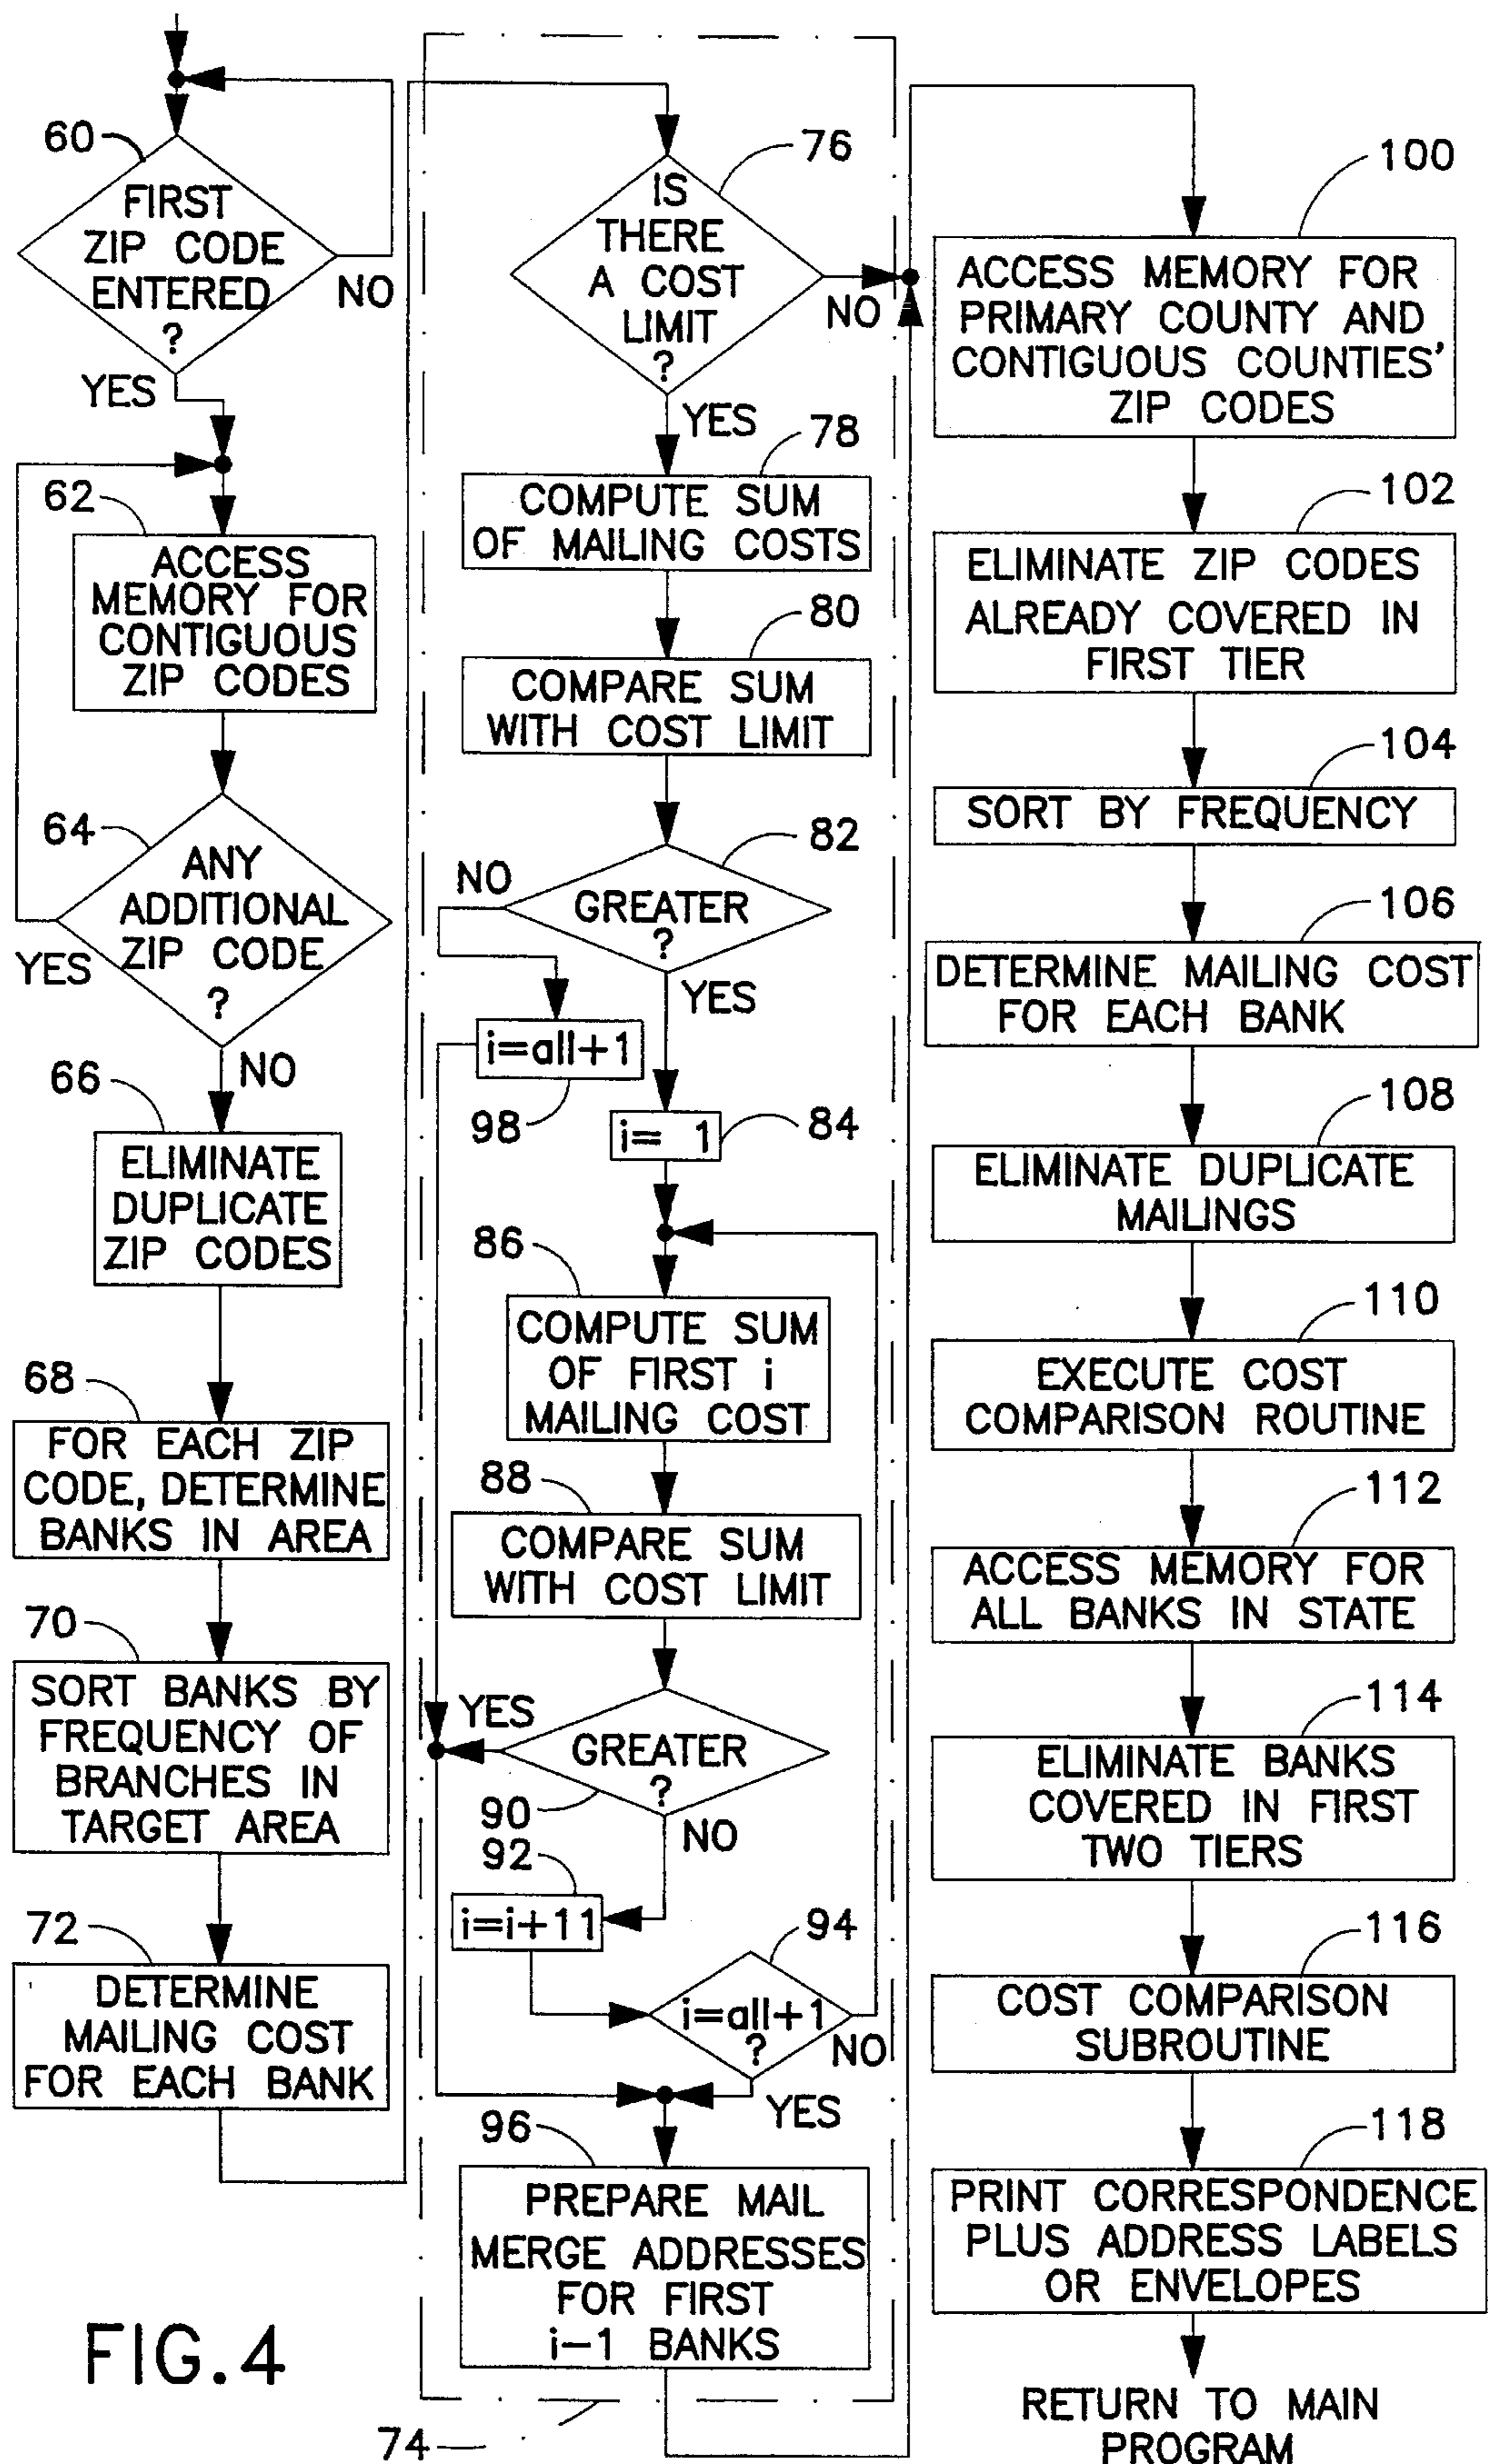 60
FIRST
ZIP CODE
ENTERED
?
NO
YES
62
ACCESS
MEMORY FOR
CONTIGUOUS
ZIP CODES
64
ANY
ADDITIONAL
ZIP CODE
?
YES
NO
66
ELIMINATE
DUPLICATE
ZIP CODES
68
FOR EACH ZIP
CODE, DETERMINE
BANKS IN AREA
70
SORT BANKS BY
FREQUENCY OF
BRANCHES IN
TARGET AREA
72
DETERMINE
MAILING COST
FOR EACH BANK
FIG.4
74
76
IS
THERE
A COST
LIMIT
?
NO
YES
78
COMPUTE SUM
OF MAILING COSTS
80
COMPARE SUM
WITH COST LIMIT
82
NO
GREATER
?
YES
i=all+1
98
i= 1
84
86
COMPUTE SUM
OF FIRST i
MAILING COST
88
COMPARE SUM
WITH COST LIMIT
YES
GREATER
?
90
NO
92
i=i+11
94
i=all+1
?
NO
YES
96
PREPARE MAIL
MERGE ADDRESSES
FOR FIRST
i-1 BANKS
100
ACCESS MEMORY FOR
PRIMARY COUNTY AND
CONTIGUOUS COUNTIES'
ZIP CODES
102
ELIMINATE ZIP CODES
ALREADY COVERED IN
FIRST TIER
104
SORT BY FREQUENCY
106
DETERMINE MAILING COST
FOR EACH BANK
108
ELIMINATE DUPLICATE
MAILINGS
110
EXECUTE COST
COMPARISON ROUTINE
112
ACCESS MEMORY FOR
ALL BANKS IN STATE
114
ELIMINATE BANKS
COVERED IN FIRST
TWO TIERS
116
COST COMPARISON
SUBROUTINE
118
PRINT CORRESPONDENCE
PLUS ADDRESS LABELS
OR ENVELOPES
RETURN TO MAIN
PROGRAM